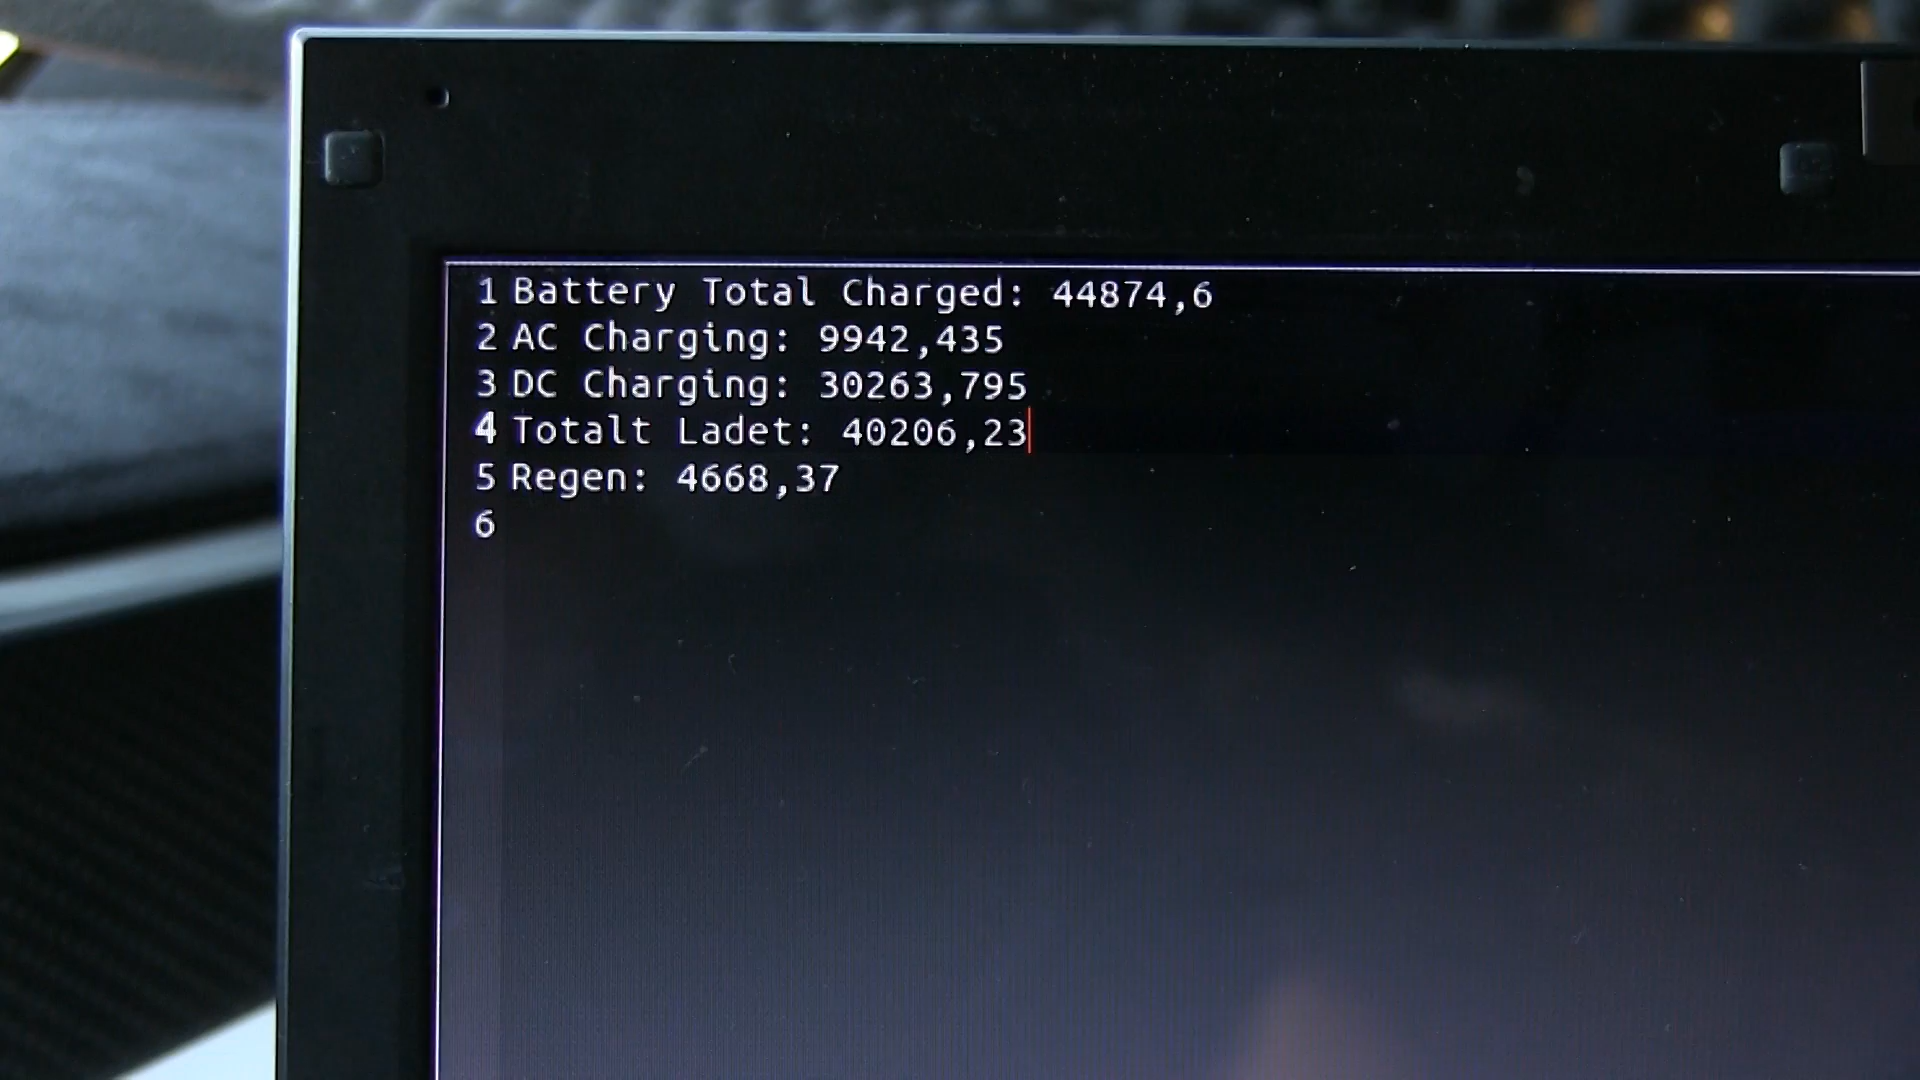 1 Battery Total Charged: 44874,6
2 AC Charging: 9942,435
3 DC Charging: 30263,795
4 Totalt Ladet: 40206,23
5 Regen: 4668,37
6